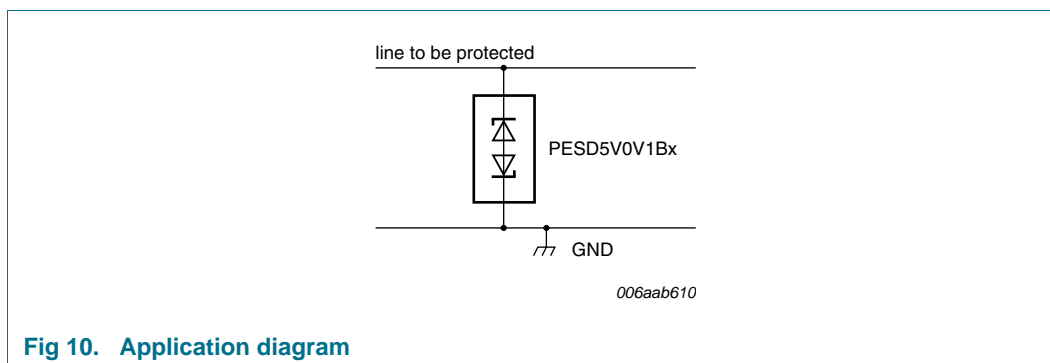 line to be protected
PESD5V0V1Bx
GND
006aab610
Fig 10. Application diagram